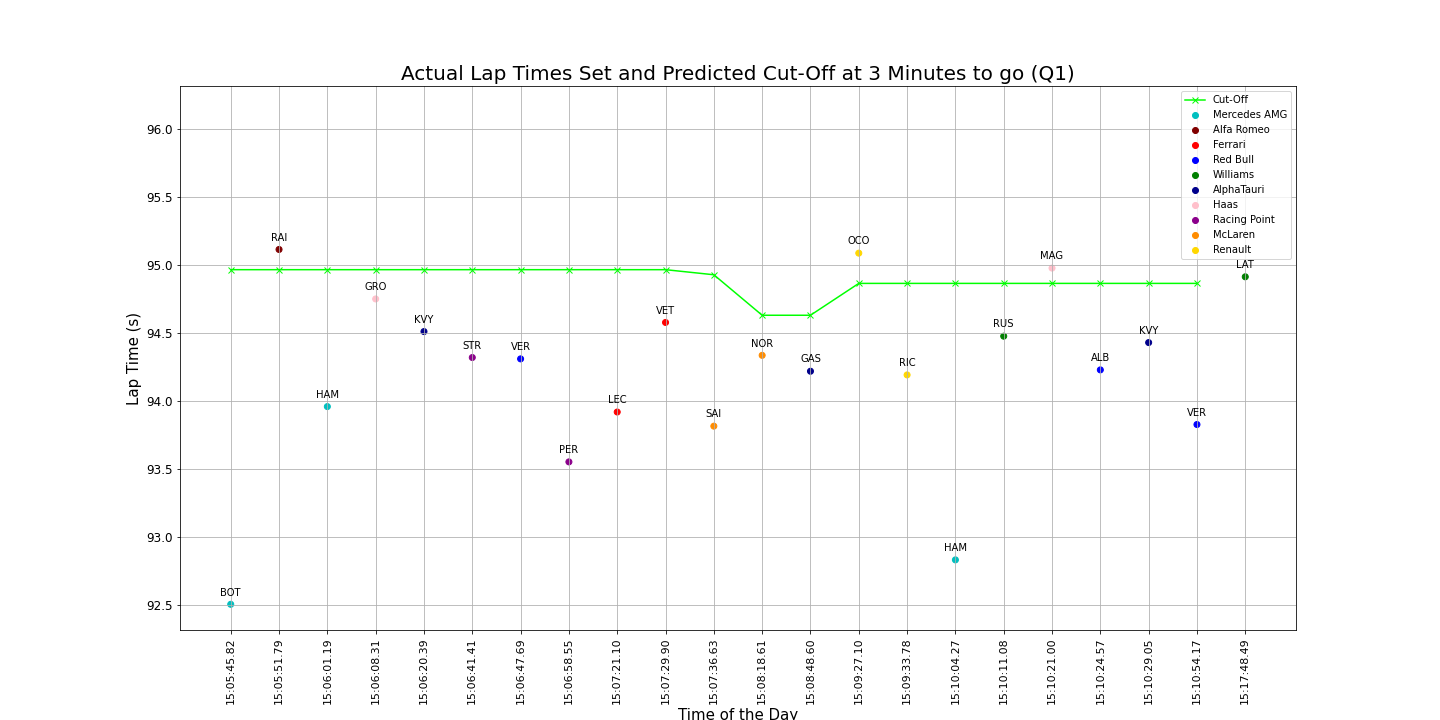 Actual Lap Times Set and Predicted Cut-Off at 3 Minutes to go (Q1)
Cut-Off
Mercedes AMG
Alfa Romeo
Ferrari
Red Bull
Williams
AlphaTauri
Haas
Racing Point
McLaren
Renault
Lap Time (s)
96.0
95.5
95.0
94.5
94.0
93.5
93.0
92.5
BOT
RAI
HAM
GRO
KVY
STR
VER
PER
LEC
VET
SAI
NOR
GAS
OCO
RIC
HAM
RUS
MAG
ALB
KVY
VER
LAT
15:05:45.82
15:05:51.79
15:06:01.19
15:06:08.31
15:06:20.39
15:06:41.41
15:06:47.69
15:06:58.55
15:07:21.10
15:07:29.90
15:07:36.63
15:08:18.61
15:08:48.60
15:09:27.10
15:09:33.78
15:10:04.27
15:10:11.08
15:10:21.00
15:10:24.57
15:10:29.05
15:10:54.17
15:17:48.49
Time of the Day